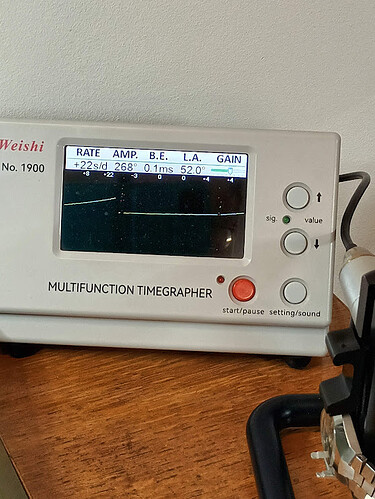 Weishi
No. 1900
RATE AMP. B.E. L.A. GAIN
+22s/d 268° 0.1ms 52.0°
+8 +22 -3 0 0 +4 +4
sig. value
MULTIFUNCTION TIMEGRAPHER
start/pause setting/sound